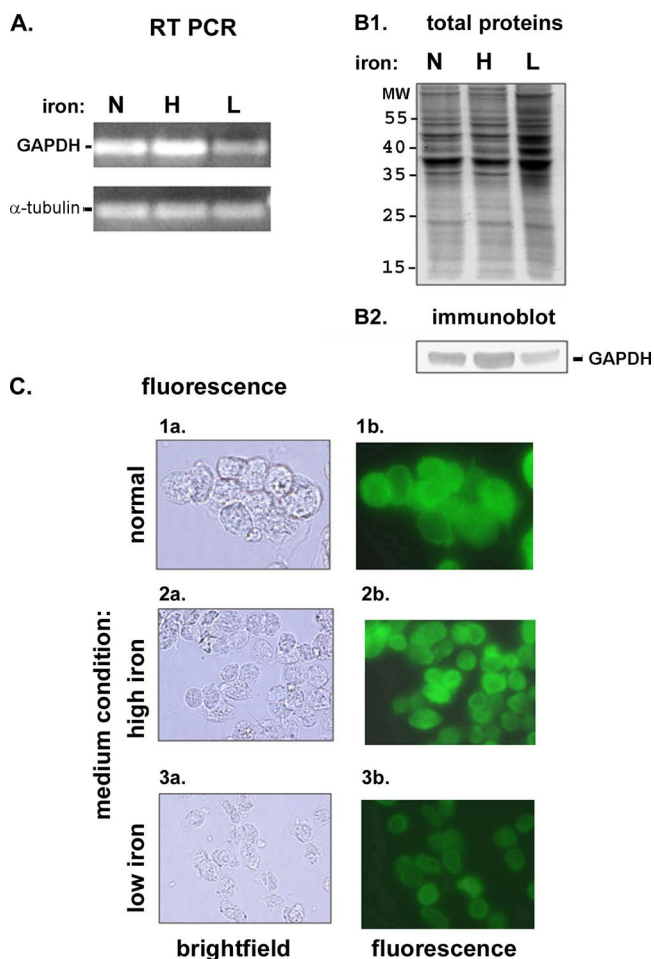 A. RT PCR
iron: N H L
GAPDH -
α-tubulin -
B1. total proteins
iron: N H L
MW
55 -
40 -
35 -
25 -
15 -
B2. immunoblot
- GAPDH
C. fluorescence
medium condition:
normal
1a. 1b.
high iron
2a. 2b.
low iron
3a. 3b.
brightfield fluorescence